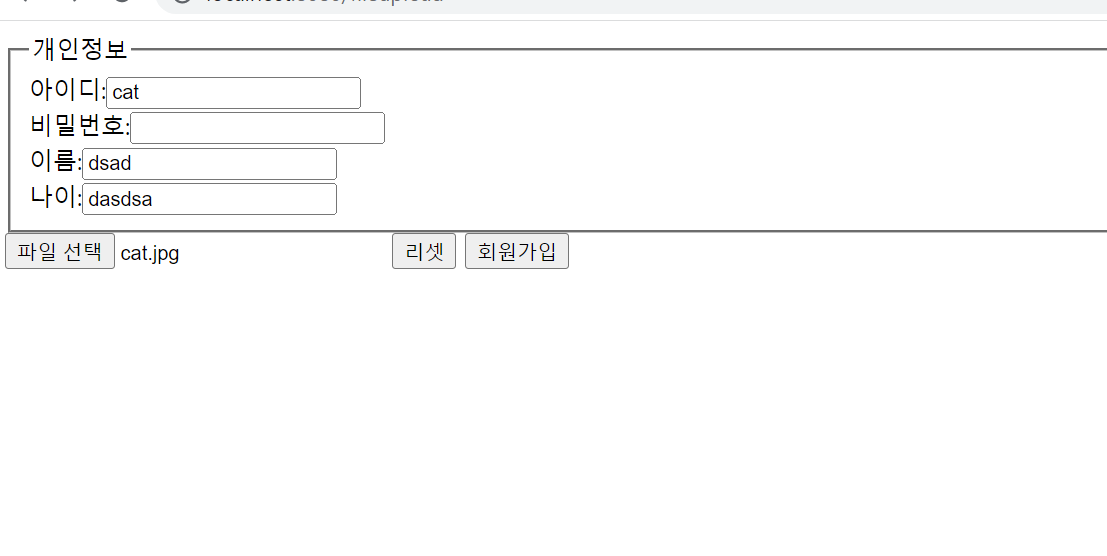 개인정보
아이디:cat
비밀번호:
이름:dsad
나이:dasdsa
파일 선택 cat.jpg 리셋 회원가입